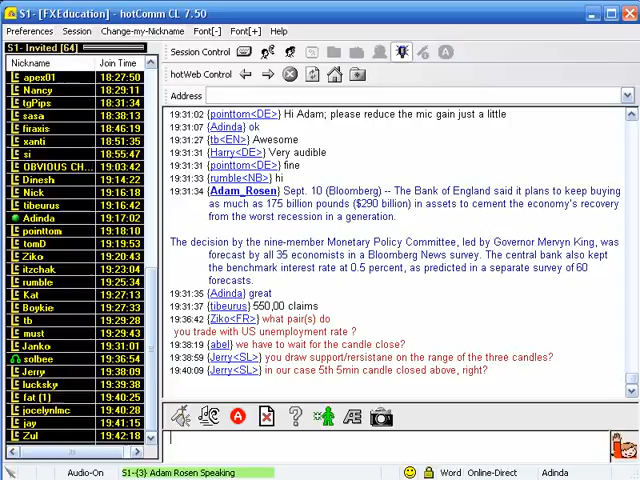 S1- [FXEducation] - hotComm CL 7.50
Preferences Session Change-my-Nickname Font[-] Font[+] Help
S1- Invited [64]
Session Control
Nickname Join Time
hotWeb Control
Address
apex01 18:27:50
Nancy 18:29:11
tgPips 18:31:34
sasa 18:38:13
firaxis 18:46:19
xanti 18:51:35
si 18:55:47
OBVIOUS CH... 19:03:42
Dinesh 19:14:22
Nick 19:16:18
tibeurus 19:16:42
Adinda 19:17:02
pointtom 19:18:10
tomD 19:19:53
Ziko 19:20:43
itzchak 19:23:04
rumble 19:25:34
Kat 19:27:13
Boykie 19:27:13
tb 19:28:39
must 19:29:43
Janko 19:31:01
solbee 19:36:54
Jerry 19:38:09
lucksky 19:39:38
fat (1) 19:40:25
jocelynlmc 19:40:28
jay 19:41:15
Zul 19:42:18
19:31:02 {pointtom<DE>} Hi Adam; please reduce the mic gain just a little
19:31:07 {Adinda} ok
19:31:27 {tb<EN>} Awesome
19:31:31 {Harry<DE>} Very audible
19:31:31 {pointtom<DE>} fine
19:31:33 {rumble<NB>} hi
19:31:34 {Adam_Rosen} Sept. 10 (Bloomberg) -- The Bank of England said it plans to keep buying
as much as 175 billion pounds ($290 billion) in assets to cement the economy's recovery
from the worst recession in a generation.
The decision by the nine-member Monetary Policy Committee, led by Governor Mervyn King, was
forecast by all 35 economists in a Bloomberg News survey. The central bank also kept
the benchmark interest rate at 0.5 percent, as predicted in a separate survey of 60
forecasts.
19:31:35 {Adinda} great
19:31:37 {tibeurus} 550,00 claims
19:36:42 {Ziko<FR>} what pair(s) do
you trade with US unemployment rate ?
19:38:19 {abel} we have to wait for the candle close?
19:38:59 {Jerry<SL>} you draw support/rersistane on the range of the three candles?
19:40:09 {Jerry<SL>} in our case 5th 5min candle closed above, right?
Audio-On S1-{3} Adam Rosen Speaking Word Online-Direct Adinda